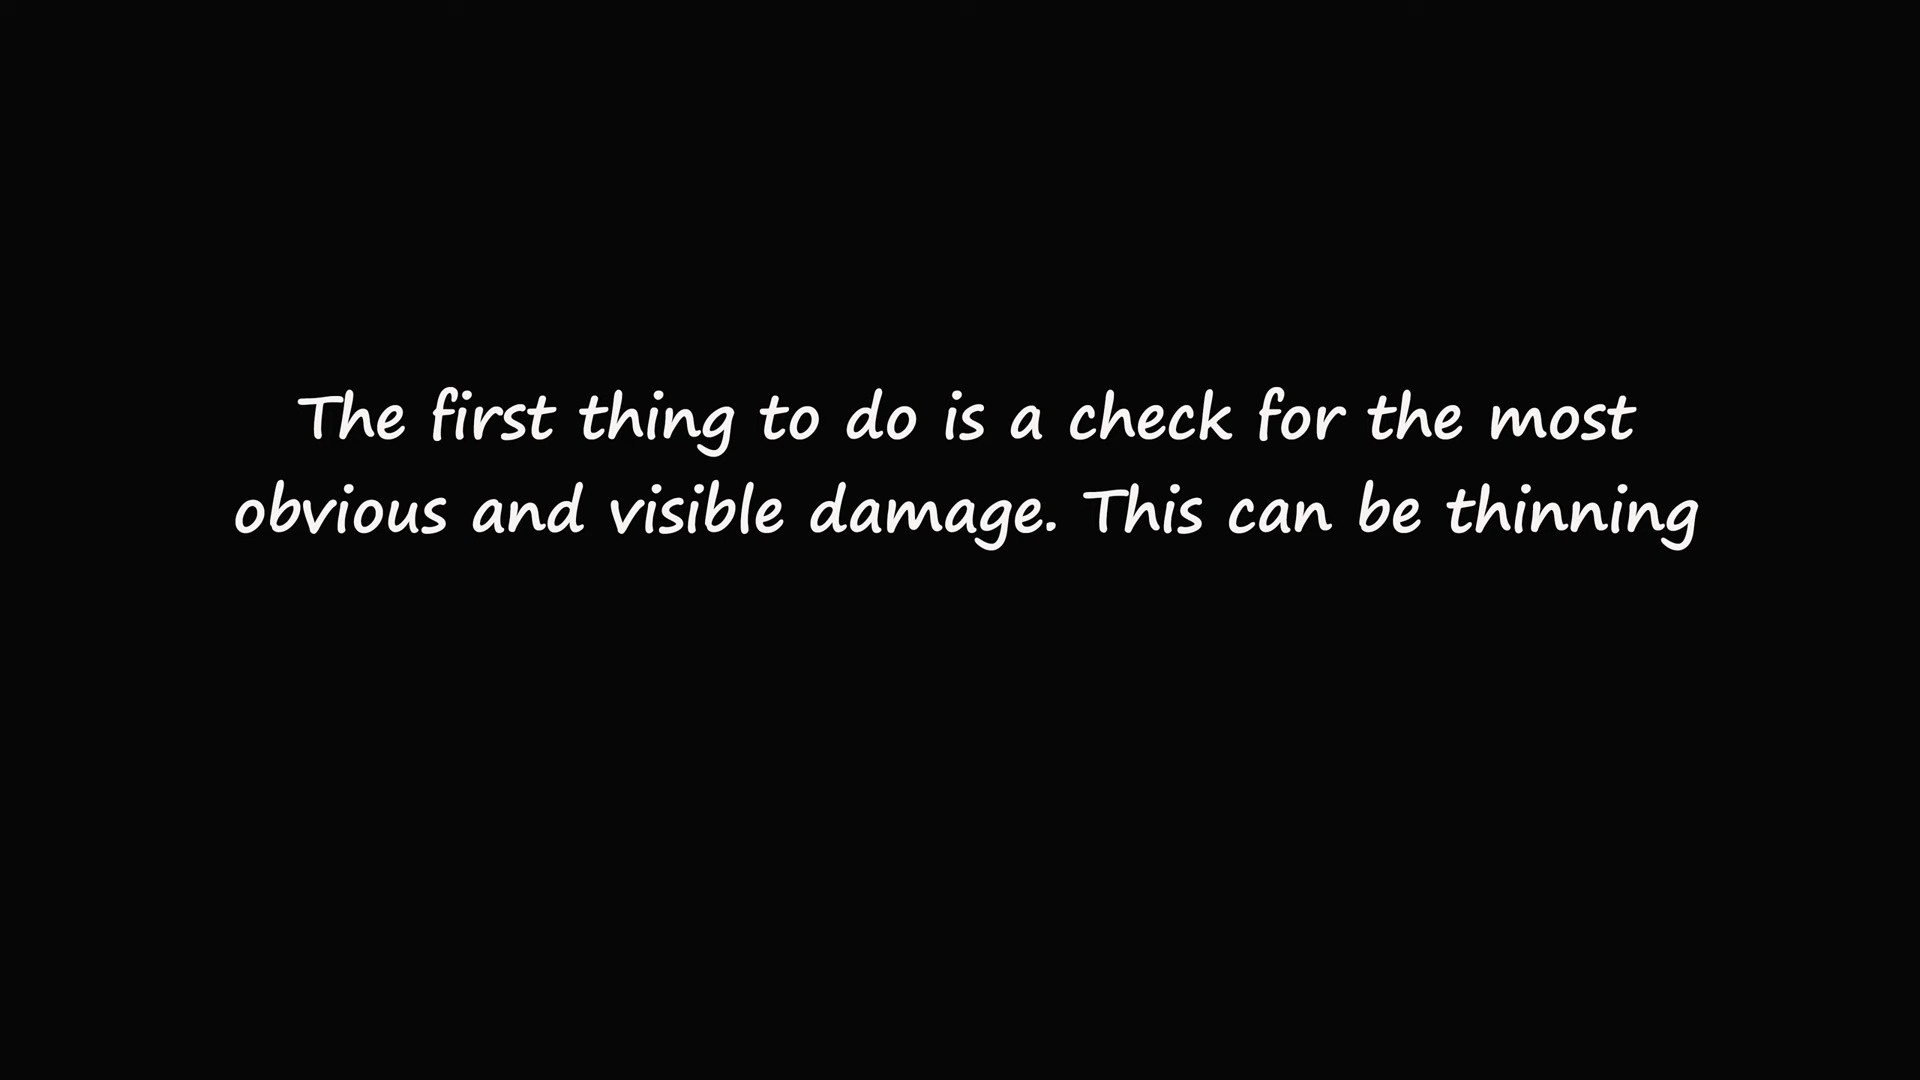 The first thing to do is a check for the most
obvious and visible damage. This can be thinning